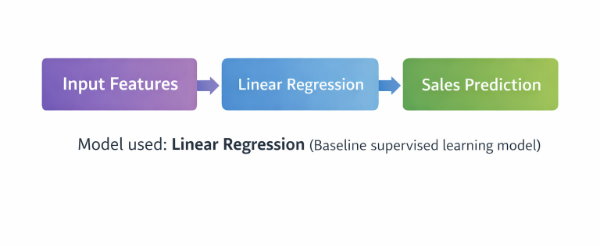 Input Features
Linear Regression
Sales Prediction
Model used: Linear Regression (Baseline supervised learning model)